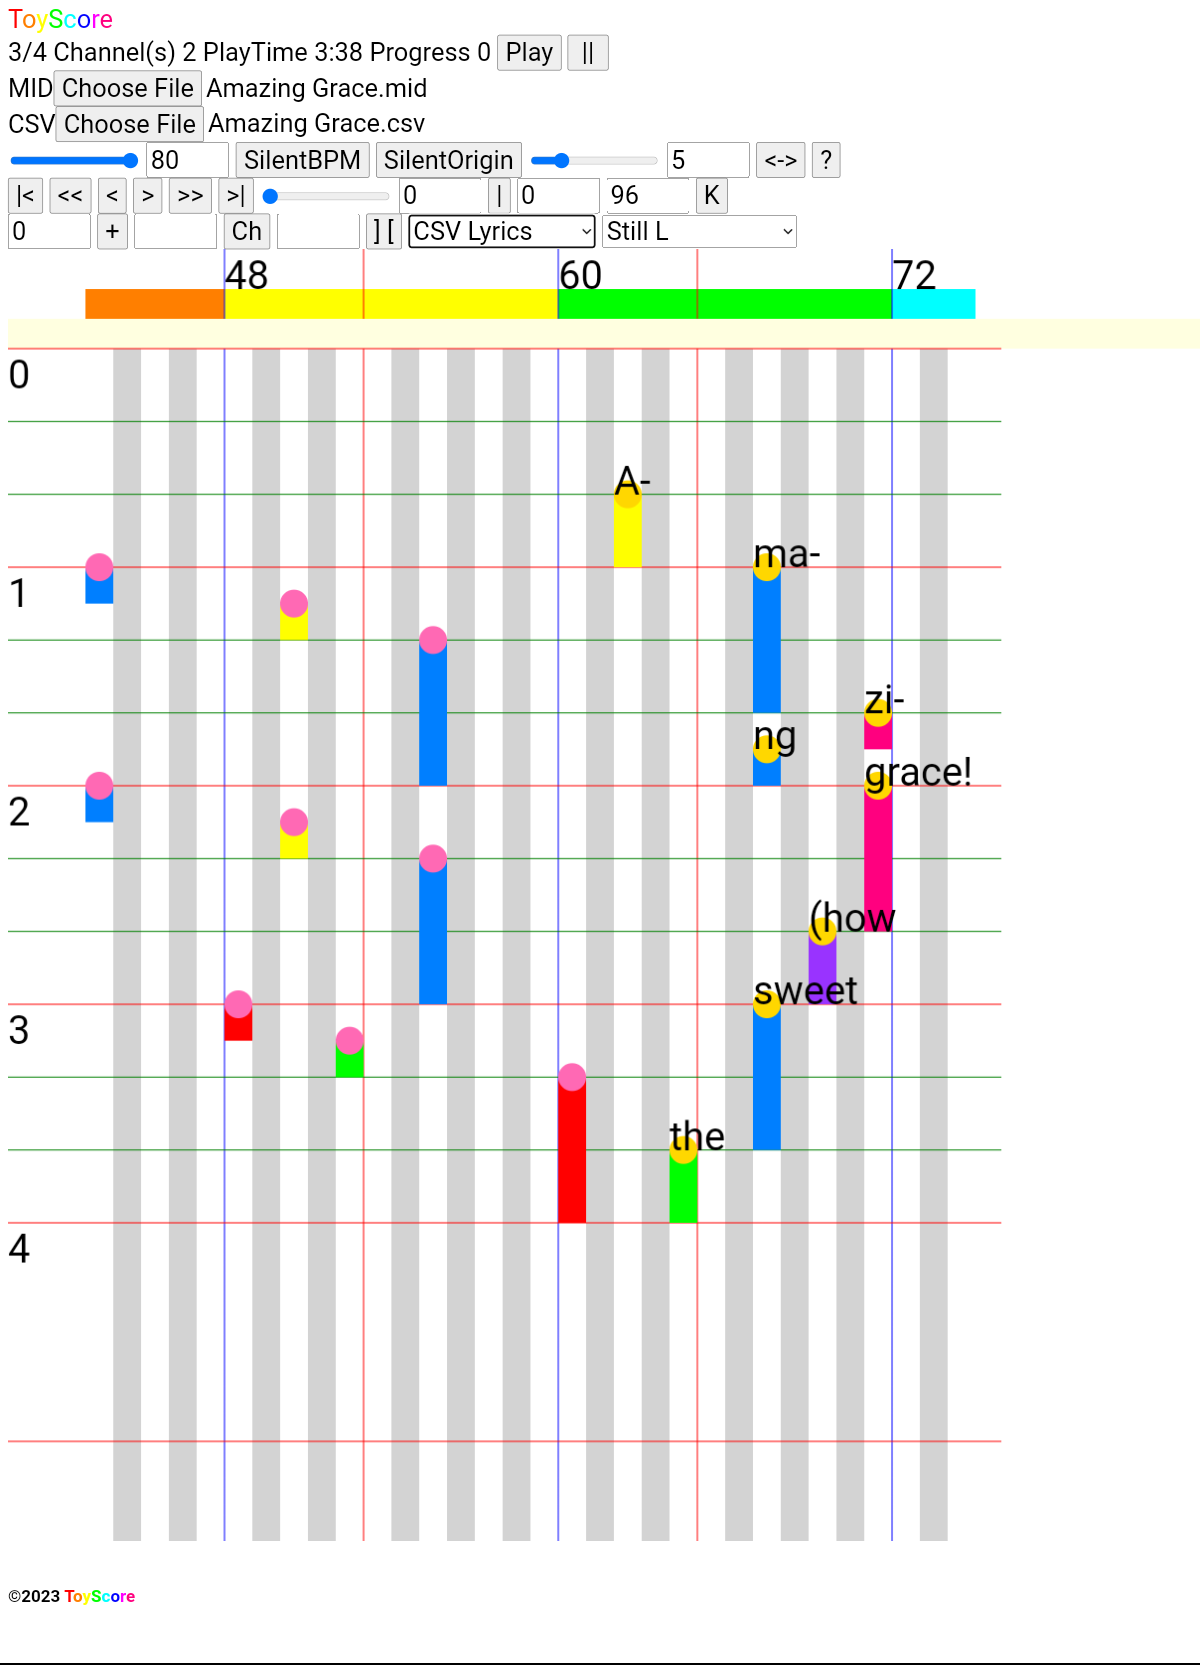 ToyScore
3/4 Channel(s) 2 PlayTime 3:38 Progress 0 Play ||
MID Choose File Amazing Grace.mid
CSV Choose File Amazing Grace.csv
80 SilentBPM SilentOrigin 5 <-> ?
|< << < > >> >| 0 | 0 96 K
0 + Ch ] [ CSV Lyrics Still L
48 60 72
0
A-
ma-
1
zi-
ng
grace!
2
(how
sweet
3
the
4
©2023 ToyScore